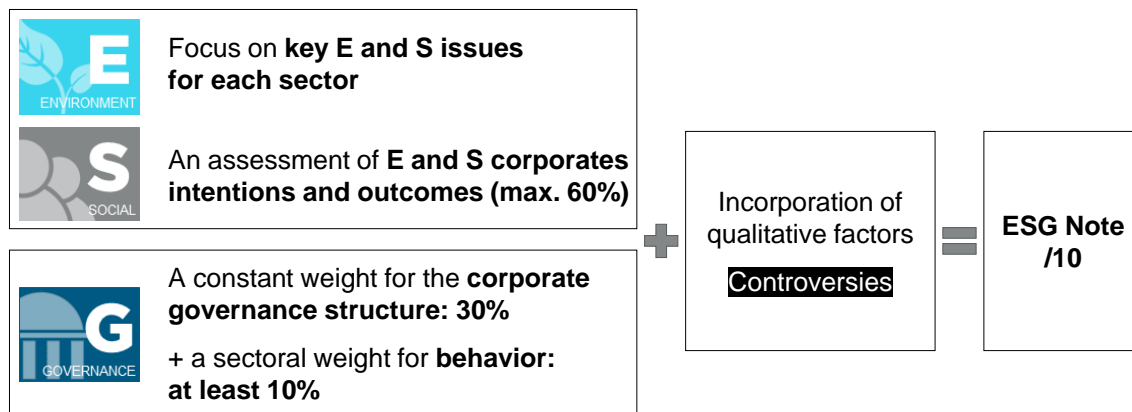 E
ENVIRONMENT
Focus on key E and S issues
for each sector
S
SOCIAL
An assessment of E and S corporates
intentions and outcomes (max. 60%)
G
GOVERNANCE
A constant weight for the corporate
governance structure: 30%
+ a sectoral weight for behavior:
at least 10%
Incorporation of
qualitative factors
Controversies
ESG Note
/10